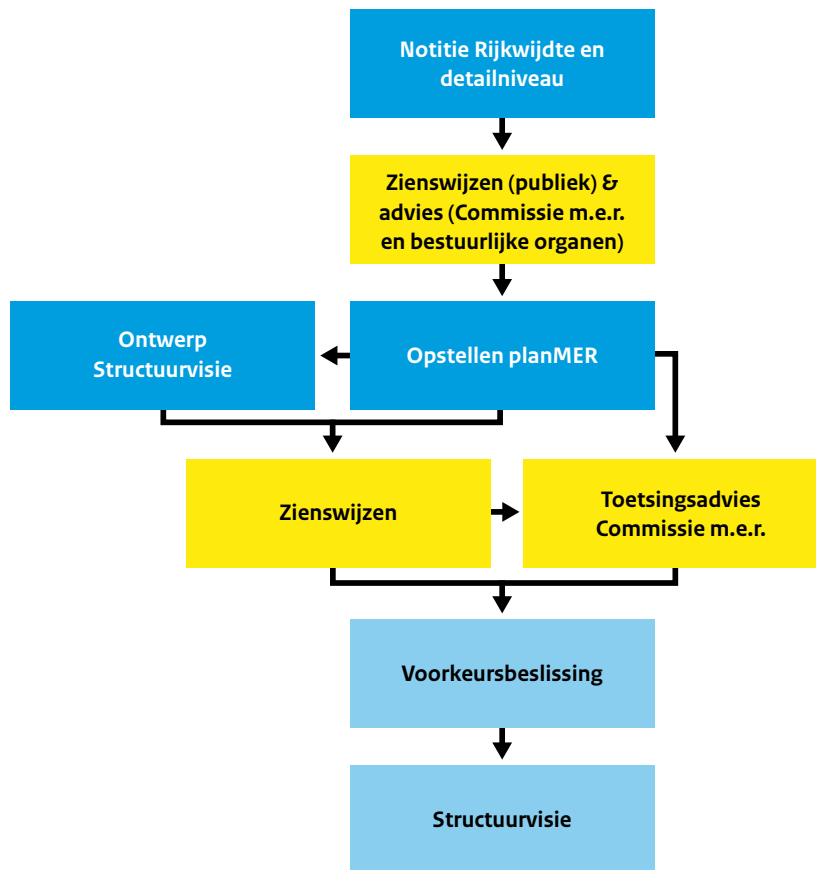 Notitie Rijkwijdte en
detailniveau
Zienswijzen (publiek) &
advies (Commissie m.e.r.
en bestuurlijke organen)
Ontwerp
Structuurvisie
Opstellen planMER
Zienswijzen
Toetsingsadvies
Commissie m.e.r.
Voorkeursbeslissing
Structuurvisie